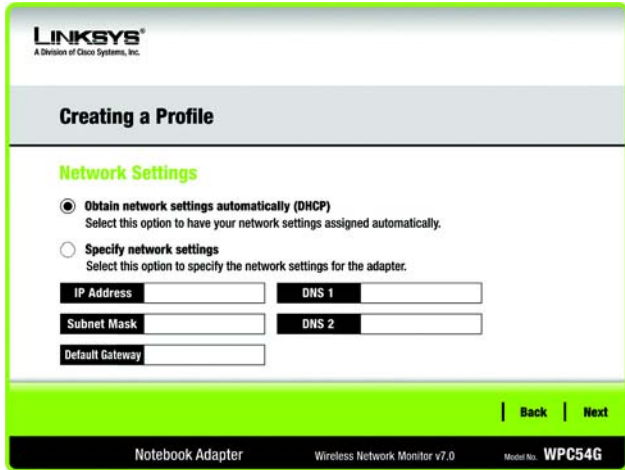 LINKSYS®
A Division of Cisco Systems, Inc.
Creating a Profile
Network Settings
Obtain network settings automatically (DHCP)
Select this option to have your network settings assigned automatically.
Specify network settings
Select this option to specify the network settings for the adapter.
IP Address DNS 1
Subnet Mask DNS 2
Default Gateway
Back Next
Notebook Adapter Wireless Network Monitor v7.0 Model No. WPC54G